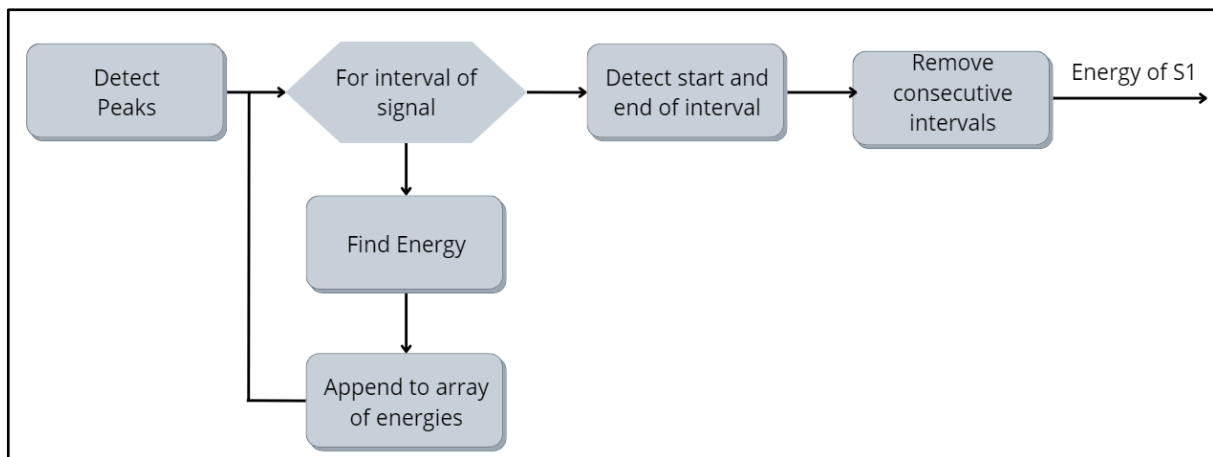 Detect
Peaks
For interval of
signal
Detect start and
end of interval
Remove
consecutive
intervals
Energy of S1
Find Energy
Append to array
of energies